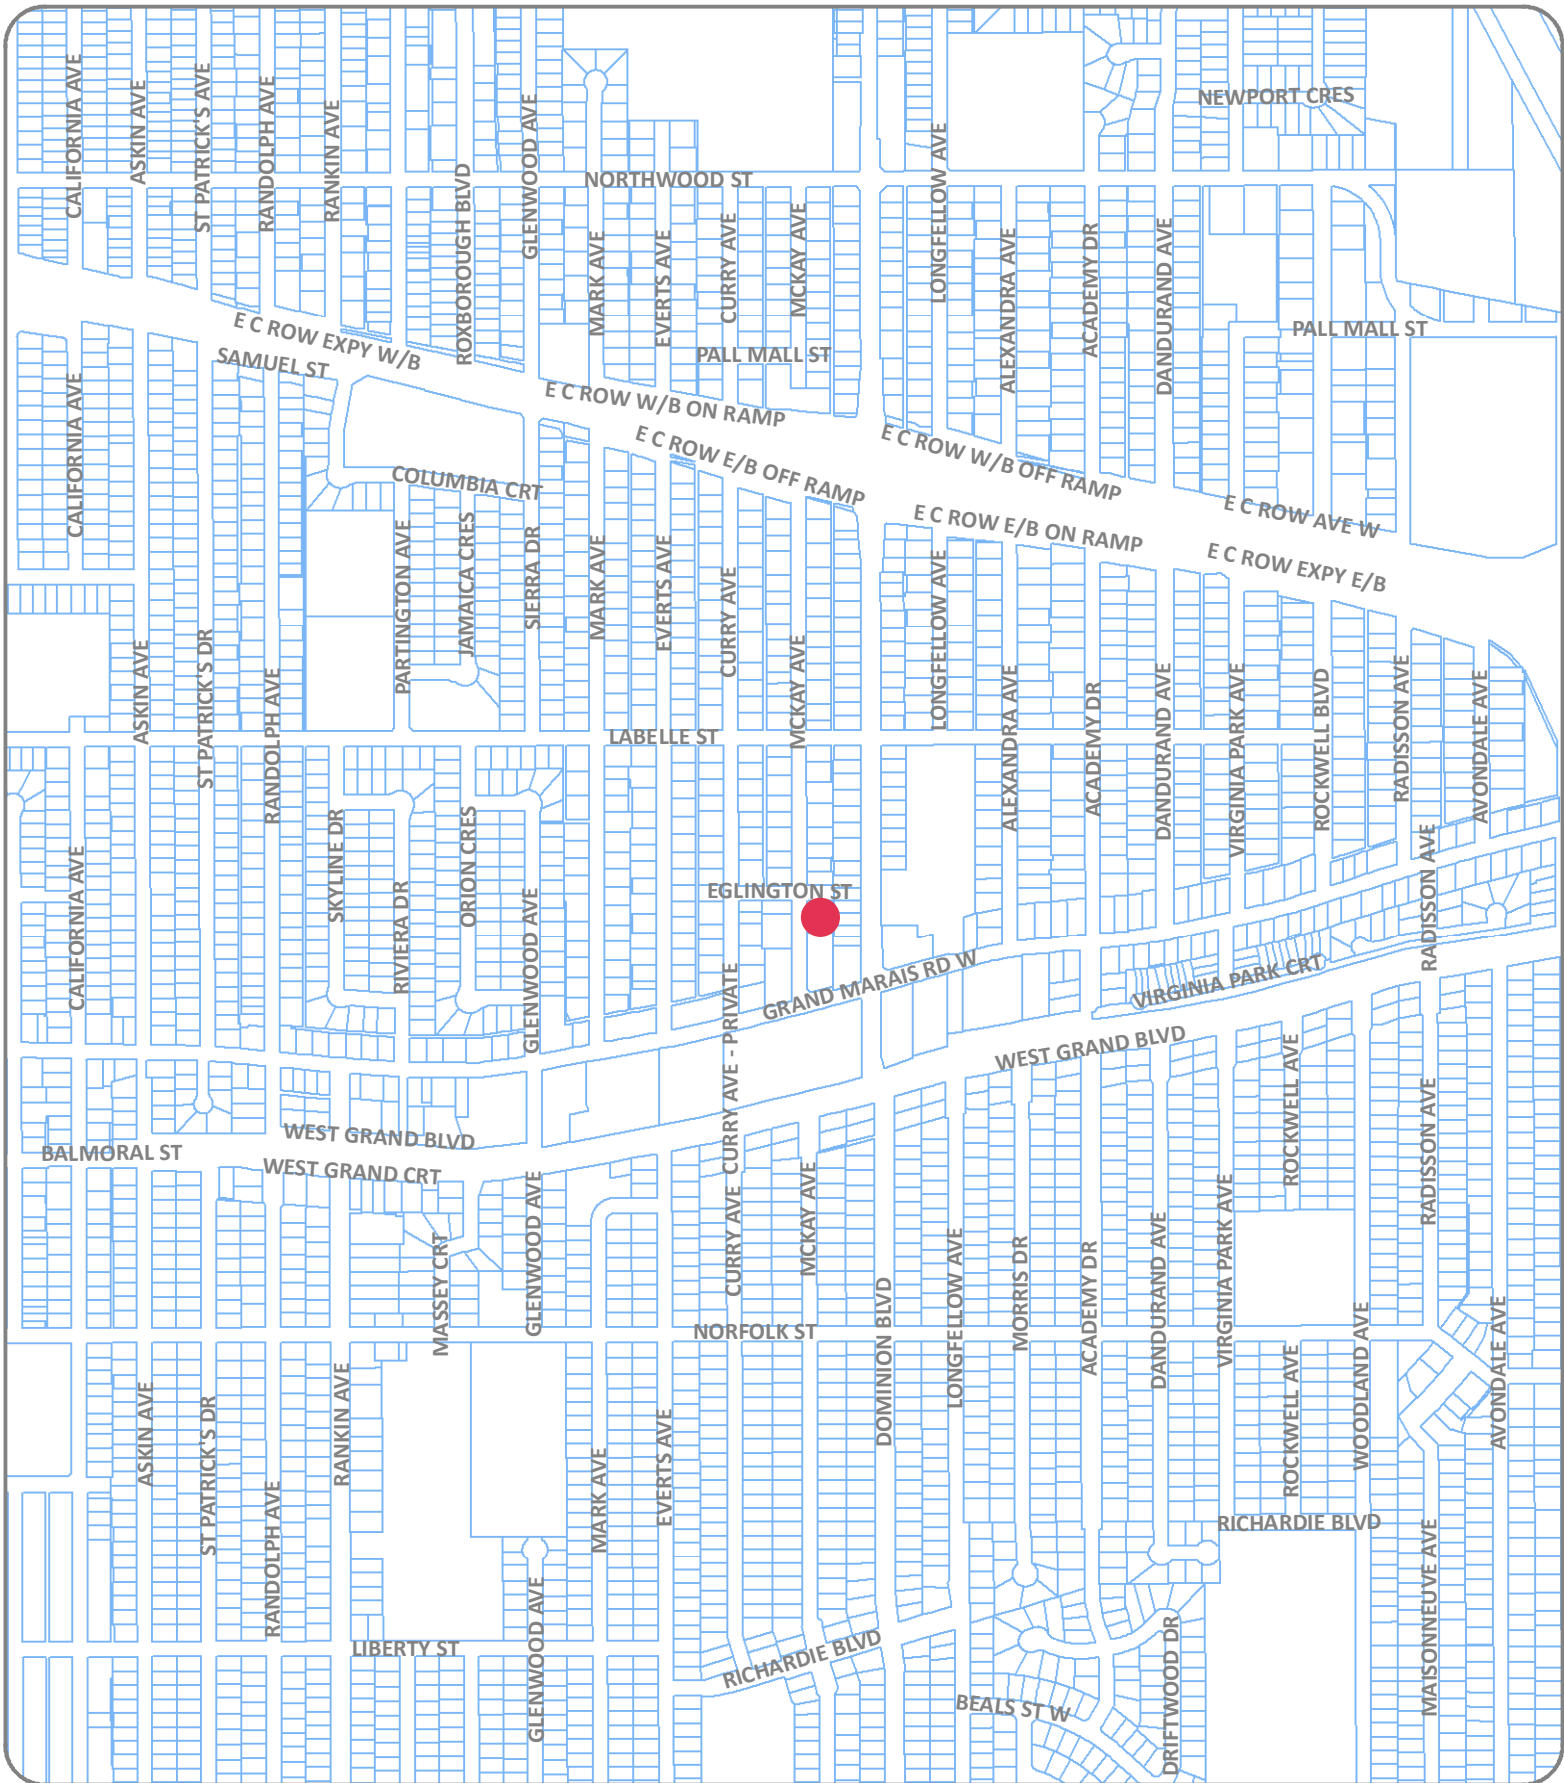 NEWPORT CRES
CALIFORNIA AVE
ASKIN AVE
ST PATRICK'S AVE
RANDOLPH AVE
RANKIN AVE
ROXBOROUGH BLVD
GLENWOOD AVE
NORTHWOOD ST
LONGFELLOW AVE
MARK AVE
EVERTS AVE
CURRY AVE
MCKAY AVE
ALEXANDRA AVE
ACADEMY DR
DANDURAND AVE
E C ROW EXPY W/B
SAMUEL ST
PALL MALL ST
PALL MALL ST
E C ROW W/B ON RAMP
E C ROW E/B OFF RAMP
E C ROW W/B OFF RAMP
E C ROW AVE W
E C ROW E/B ON RAMP
E C ROW EXPY E/B
CALIFORNIA AVE
COLUMBIA CRT
PARTINGTON AVE
JAMAICA CRES
SIERRA DR
MARK AVE
EVERTS AVE
CURRY AVE
MCKAY AVE
LONGFELLOW AVE
ASKIN AVE
ST PATRICK'S DR
RANDOLPH AVE
ALEXANDRA AVE
ACADEMY DR
DANDURAND AVE
VIRGINIA PARK AVE
ROCKWELL BLVD
RADISSON AVE
AVONDALE AVE
LABELLE ST
SKYLINE DR
RIVIERA DR
ORION CRES
GLENWOOD AVE
CALIFORNIA AVE
EGLINGTON ST
RADISSON AVE
GRAND MARAIS RD W
VIRGINIA PARK CRT
CURRY AVE - PRIVATE
WEST GRAND BLVD
WEST GRAND BLVD
BALMORAL ST
WEST GRAND CRT
MASSEY CRT
GLENWOOD AVE
CURRY AVE
MCKAY AVE
DOMINION BLVD
LONGFELLOW AVE
MORRIS DR
ACADEMY DR
DANDURAND AVE
VIRGINIA PARK AVE
ROCKWELL AVE
RADISSON AVE
NORFOLK ST
ASKIN AVE
ST PATRICK'S DR
RANDOLPH AVE
RANKIN AVE
MARK AVE
EVERTS AVE
ROCKWELL AVE
WOODLAND AVE
AVONDALE AVE
RICHARDIE BLVD
GLENWOOD AVE
LIBERTY ST
RICHARDIE BLVD
BEALS ST W
DRIFTWOOD DR
MAISONNEUVE AVE